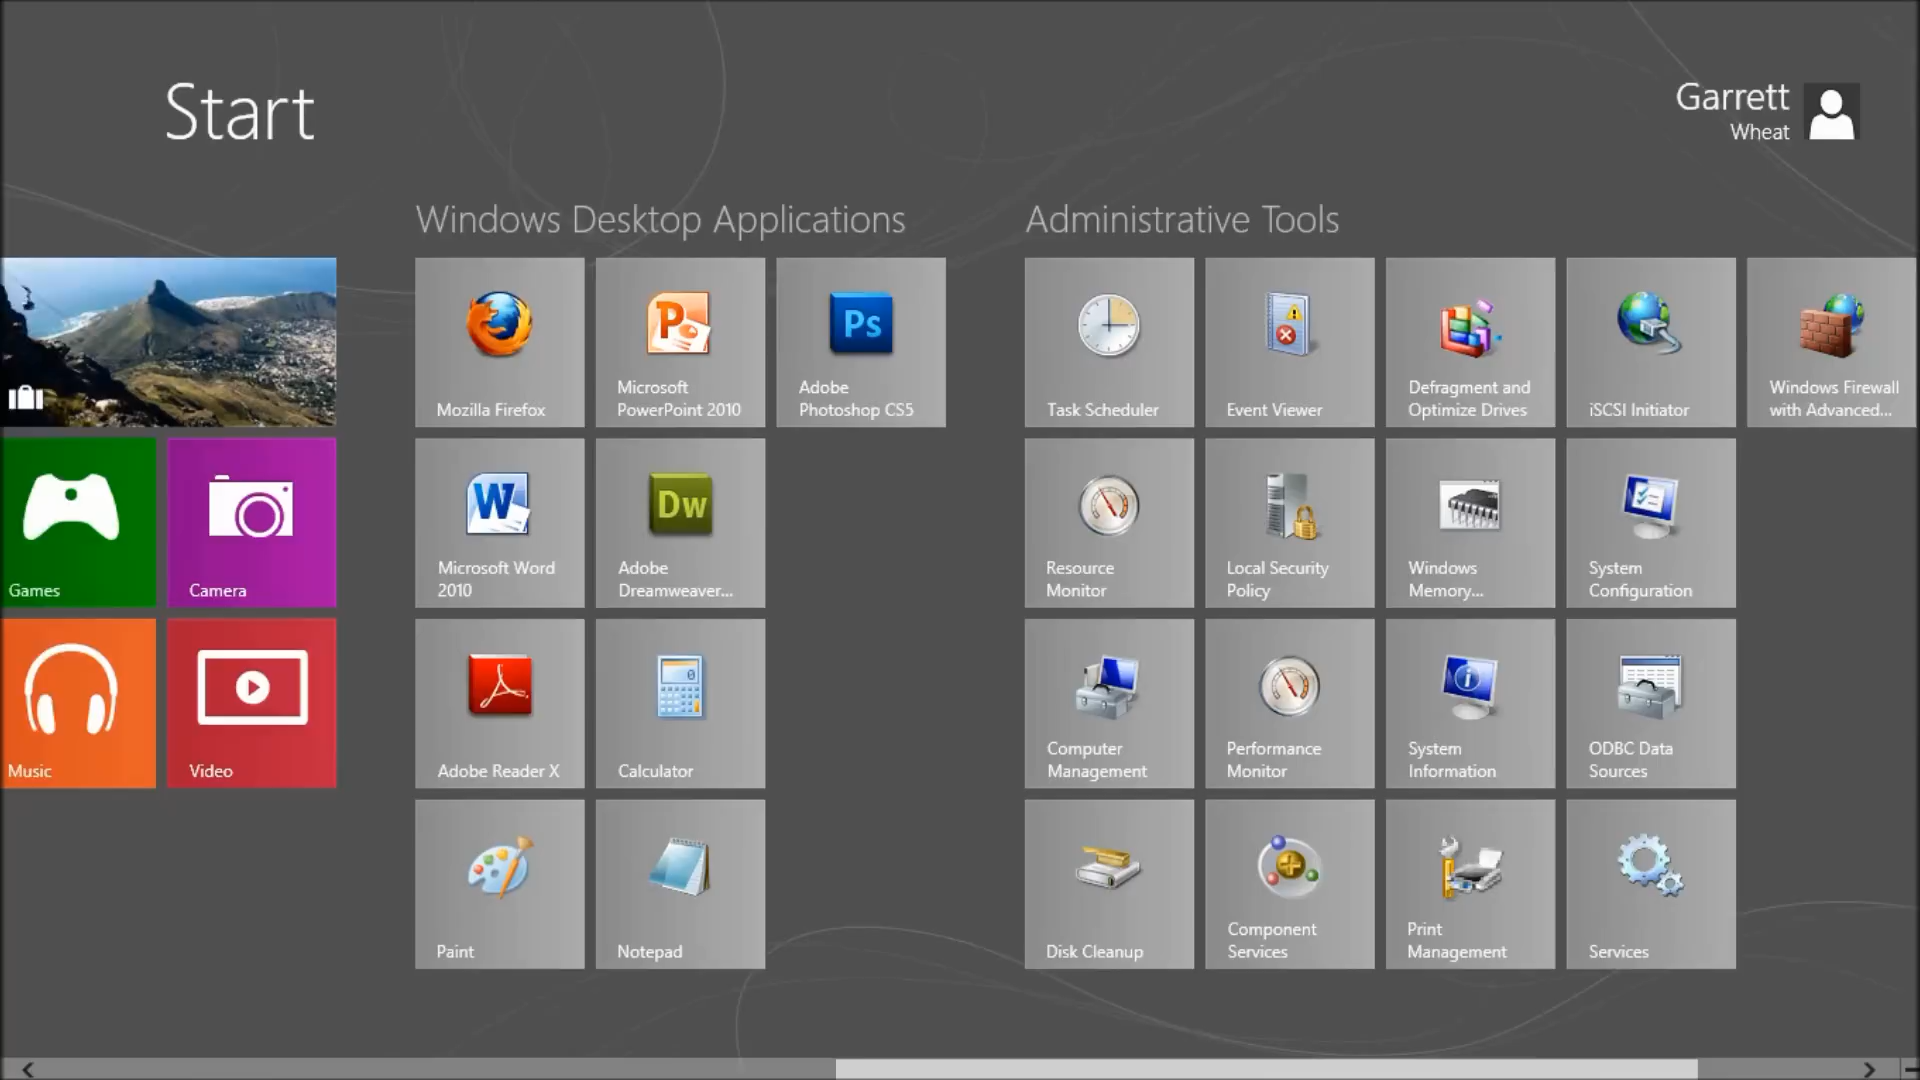 Start
Garrett
Wheat
Windows Desktop Applications
Administrative Tools
Mozilla Firefox
Microsoft
PowerPoint 2010
Ps
Adobe
Photoshop CS5
Task Scheduler
Event Viewer
Defragment and
Optimize Drives
iSCSI Initiator
Windows Firewall
with Advanced...
Games
Camera
Microsoft Word
2010
Dw
Adobe
Dreamweaver...
Resource
Monitor
Local Security
Policy
Windows
Memory...
System
Configuration
Music
Video
Adobe Reader X
Calculator
Computer
Management
Performance
Monitor
System
Information
ODBC Data
Sources
Paint
Notepad
Disk Cleanup
Component
Services
Print
Management
Services